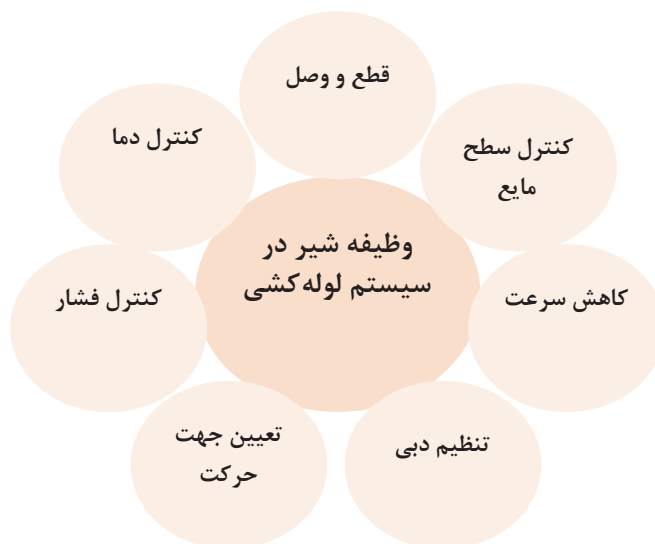 وظیفه شیر در
سیستم لوله‌کشی
قطع و وصل
کنترل سطح
مایع
کاهش سرعت
تنظیم دبی
تعیین جهت
حرکت
کنترل فشار
کنترل دما